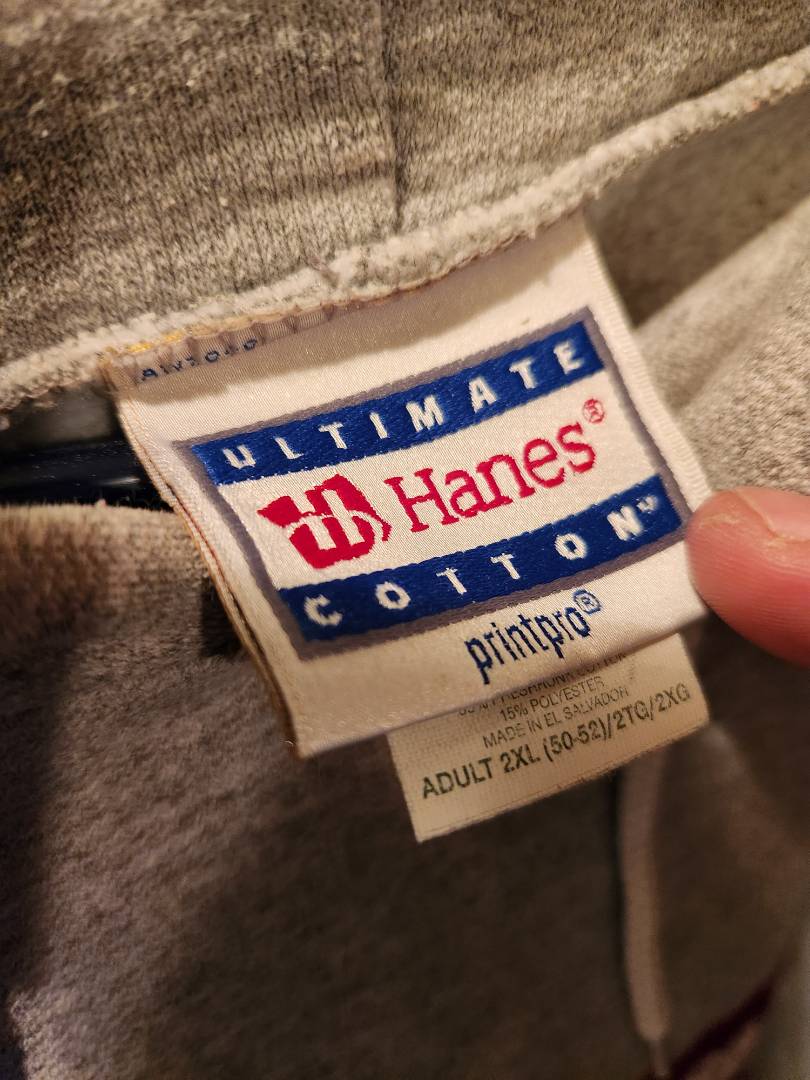 ULTIMATE
Hanes®
COTTON™
printpro®
15% POLYESTER
MADE IN EL SALVADOR
ADULT 2XL (50-52)/2TG/2XG